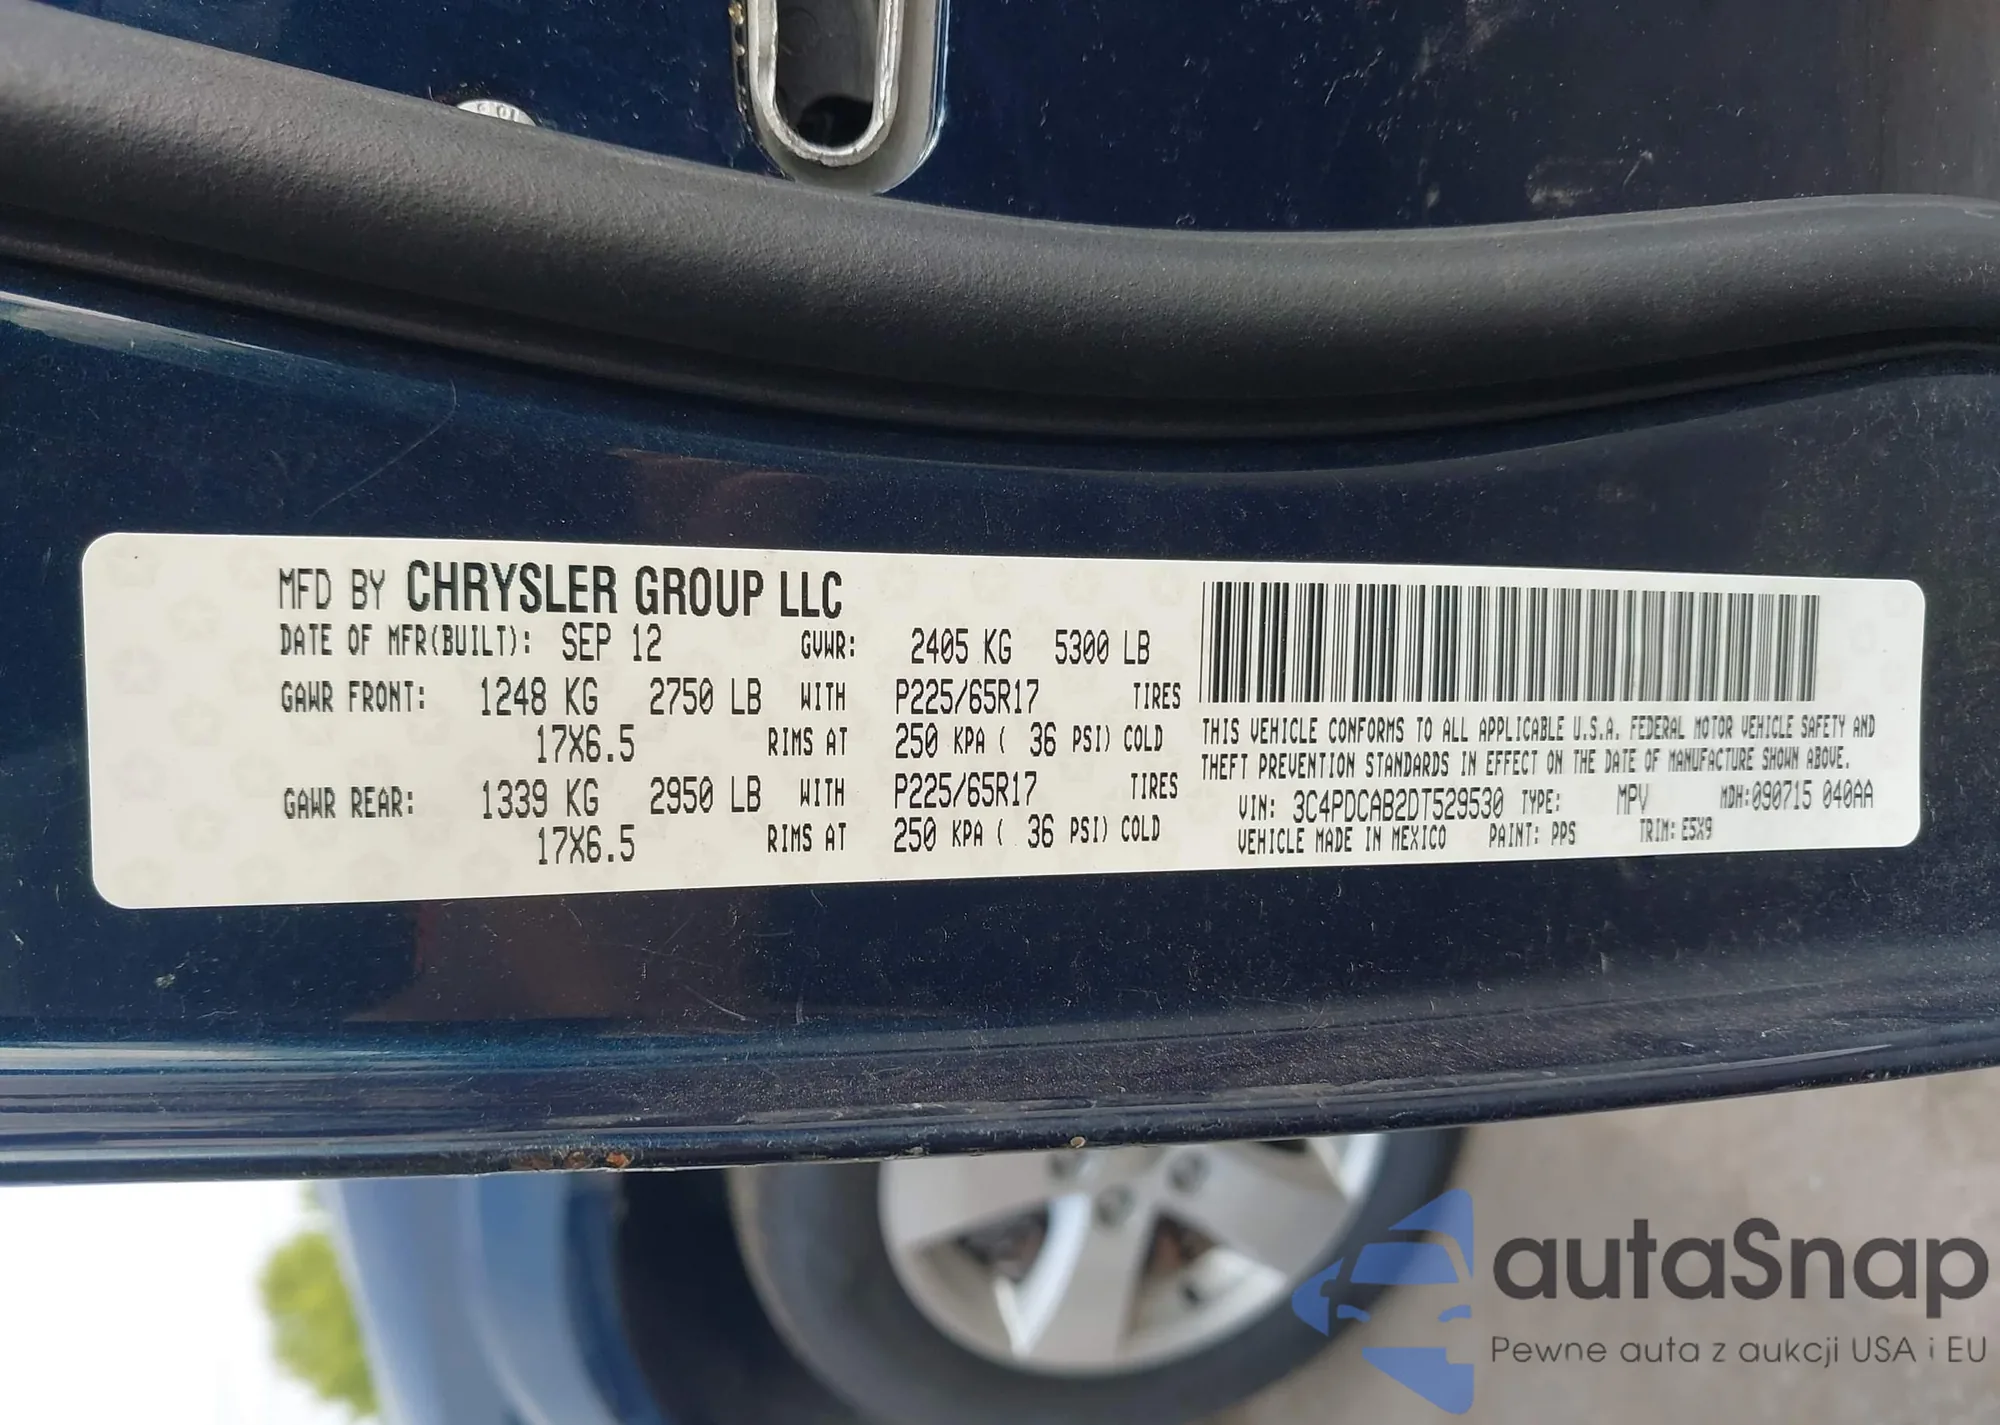 MFD BY CHRYSLER GROUP LLC
DATE OF MFR(BUILT): SEP 12 GVWR: 2405 KG 5300 LB
GAWR FRONT: 1248 KG 2750 LB WITH P225/65R17 TIRES
17X6.5 RIMS AT 250 KPA ( 36 PSI) COLD
GAWR REAR: 1339 KG 2950 LB WITH P225/65R17 TIRES
17X6.5 RIMS AT 250 KPA ( 36 PSI) COLD
THIS VEHICLE CONFORMS TO ALL APPLICABLE U.S.A. FEDERAL MOTOR VEHICLE SAFETY AND
THEFT PREVENTION STANDARDS IN EFFECT ON THE DATE OF MANUFACTURE SHOWN ABOVE.
VIN: 3C4PDCAB2DT529530 TYPE: MPV MDH:090715 040AA
VEHICLE MADE IN MEXICO PAINT: PPS TRIM: E5X9
autaSnap
Pewne auta z aukcji USA i EU